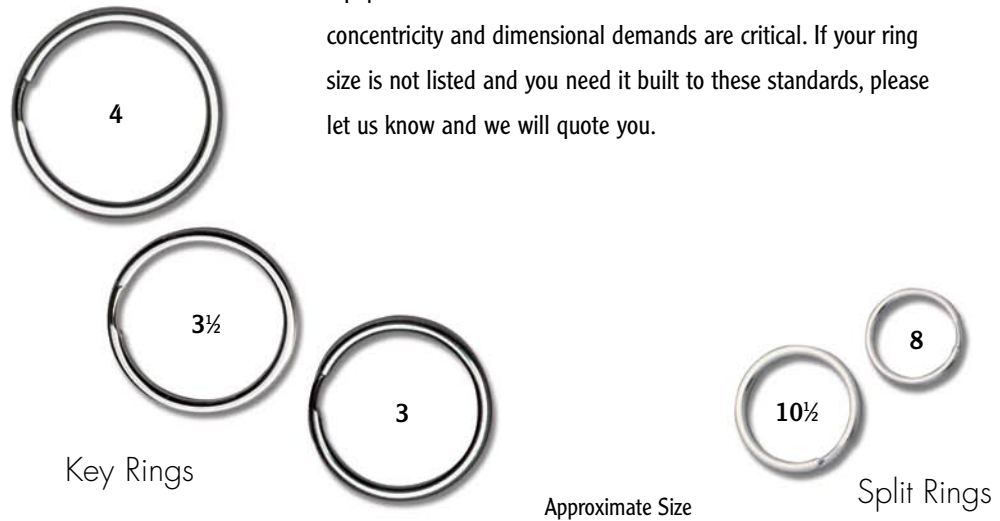 concentricity and dimensional demands are critical. If your ring
size is not listed and you need it built to these standards, please
let us know and we will quote you.
4
3½
3
8
10½
Key Rings
Approximate Size
Split Rings